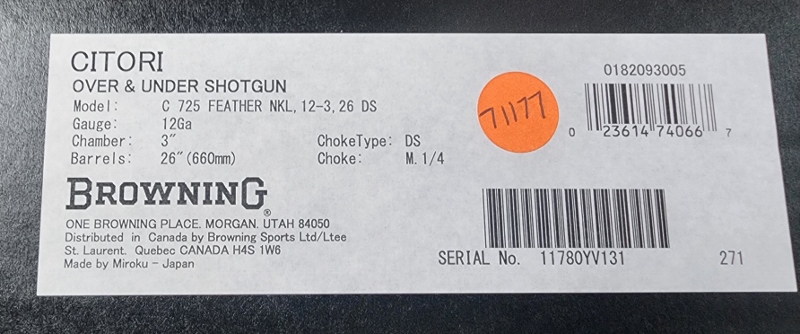 CITORI
OVER & UNDER SHOTGUN
Model: C 725 FEATHER NKL, 12-3, 26 DS
Gauge: 12Ga
Chamber: 3" ChokeType: DS
Barrels: 26"(660mm) Choke: M. 1/4
BROWNING®
ONE BROWNING PLACE. MORGAN. UTAH 84050
Distributed in Canada by Browning Sports Ltd/Ltee
St. Laurent. Quebec CANADA H4S 1W6
Made by Miroku - Japan
71177
0182093005
0 23614 74066 7
SERIAL No. 11780YV131 271